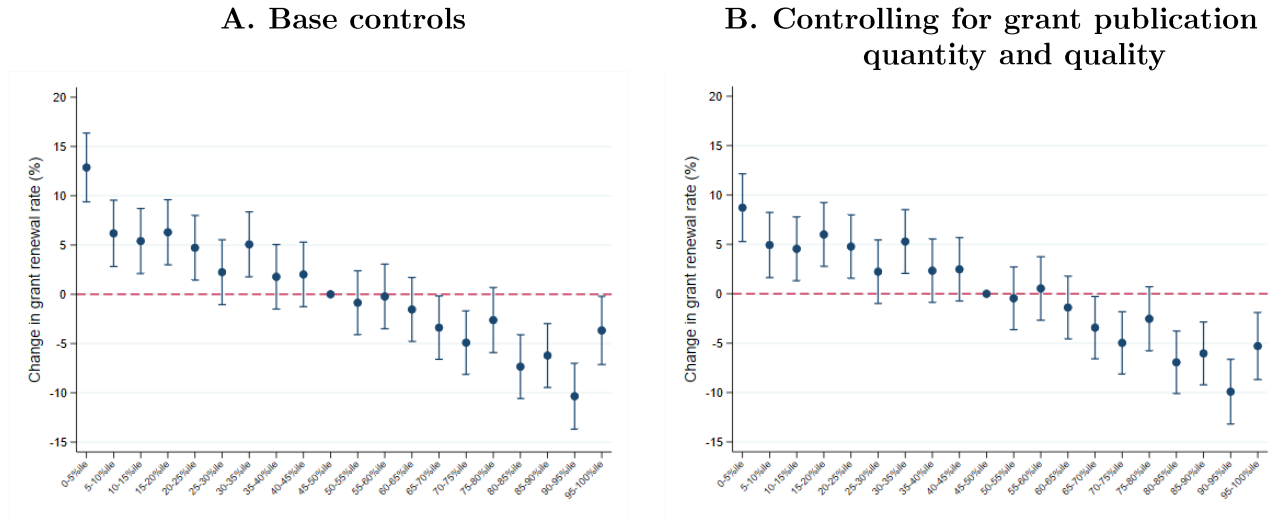 A. Base controls
Change in grant renewal rate (%)
20
15
10
5
0
-5
-10
-15
0-5%ile
5-10%ile
10-15%ile
15-20%ile
20-25%ile
25-30%ile
30-35%ile
35-40%ile
40-45%ile
45-50%ile
50-55%ile
55-60%ile
60-65%ile
65-70%ile
70-75%ile
75-80%ile
80-85%ile
85-90%ile
90-95%ile
95-100%ile
B. Controlling for grant publication
quantity and quality
Change in grant renewal rate (%)
20
15
10
5
0
-5
-10
-15
0-5%ile
5-10%ile
10-15%ile
15-20%ile
20-25%ile
25-30%ile
30-35%ile
35-40%ile
40-45%ile
45-50%ile
50-55%ile
55-60%ile
60-65%ile
65-70%ile
70-75%ile
75-80%ile
80-85%ile
85-90%ile
90-95%ile
95-100%ile